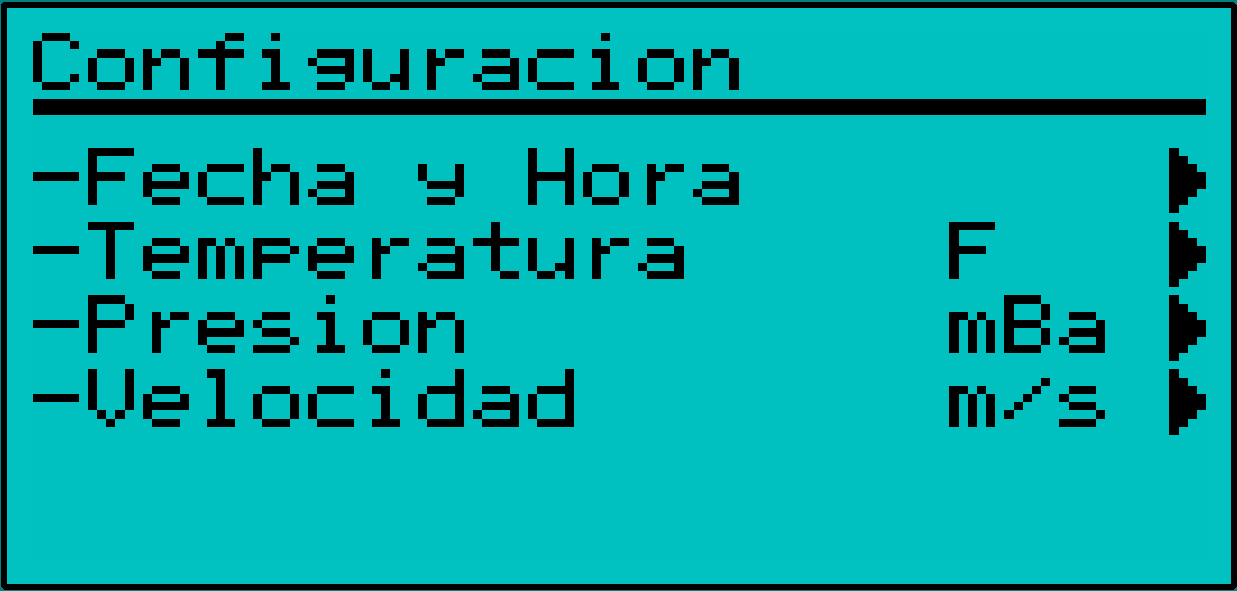 Configuracion
-Fecha y Hora
-Temperatura F
-Presion mBa
-Velocidad m/s